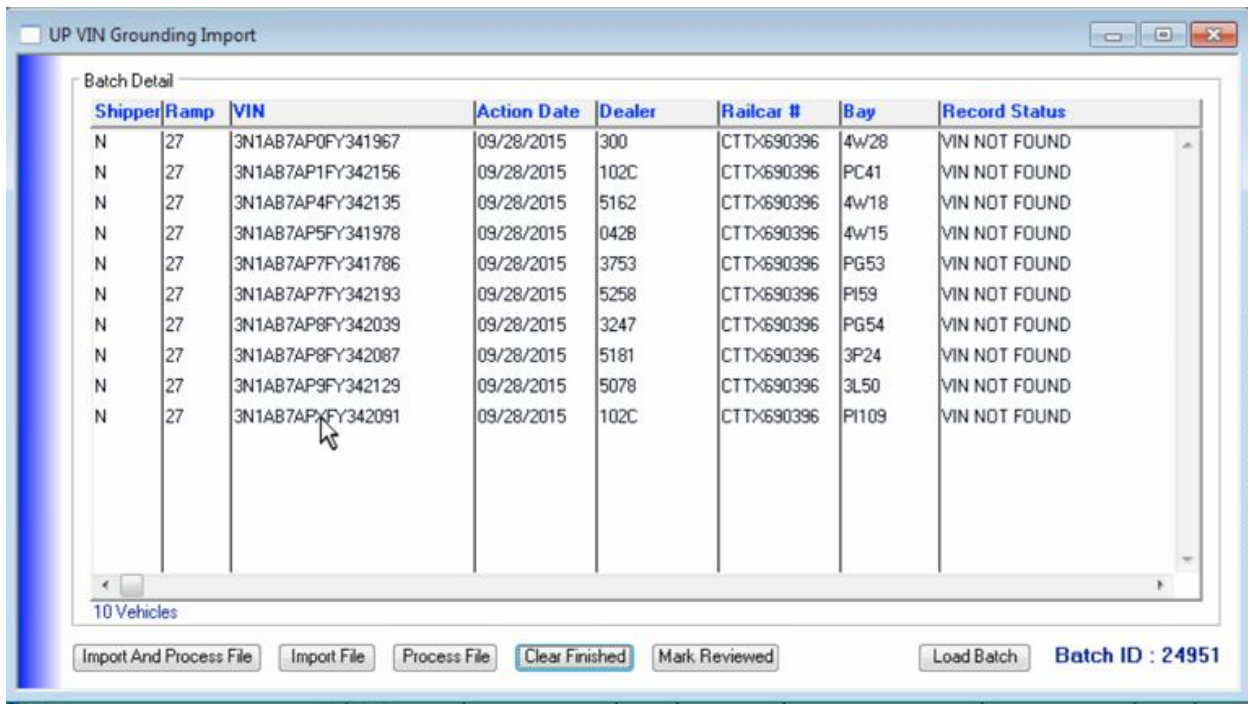 UP VIN Grounding Import
Batch Detail
Shipper Ramp VIN Action Date Dealer Railcar # Bay Record Status
N 27 3N1AB7AP0FY341967 09/28/2015 300 CTTX690396 4W28 VIN NOT FOUND
N 27 3N1AB7AP1FY342156 09/28/2015 102C CTTX690396 PC41 VIN NOT FOUND
N 27 3N1AB7AP4FY342135 09/28/2015 5162 CTTX690396 4W18 VIN NOT FOUND
N 27 3N1AB7AP5FY341978 09/28/2015 042B CTTX690396 4W15 VIN NOT FOUND
N 27 3N1AB7AP7FY341786 09/28/2015 3753 CTTX690396 PG53 VIN NOT FOUND
N 27 3N1AB7AP7FY342193 09/28/2015 5258 CTTX690396 PI59 VIN NOT FOUND
N 27 3N1AB7AP8FY342039 09/28/2015 3247 CTTX690396 PG54 VIN NOT FOUND
N 27 3N1AB7AP8FY342087 09/28/2015 5181 CTTX690396 3P24 VIN NOT FOUND
N 27 3N1AB7AP9FY342129 09/28/2015 5078 CTTX690396 3L50 VIN NOT FOUND
N 27 3N1AB7APXFY342091 09/28/2015 102C CTTX690396 PI109 VIN NOT FOUND
10 Vehicles
Import And Process File Import File Process File Clear Finished Mark Reviewed Load Batch Batch ID : 24951